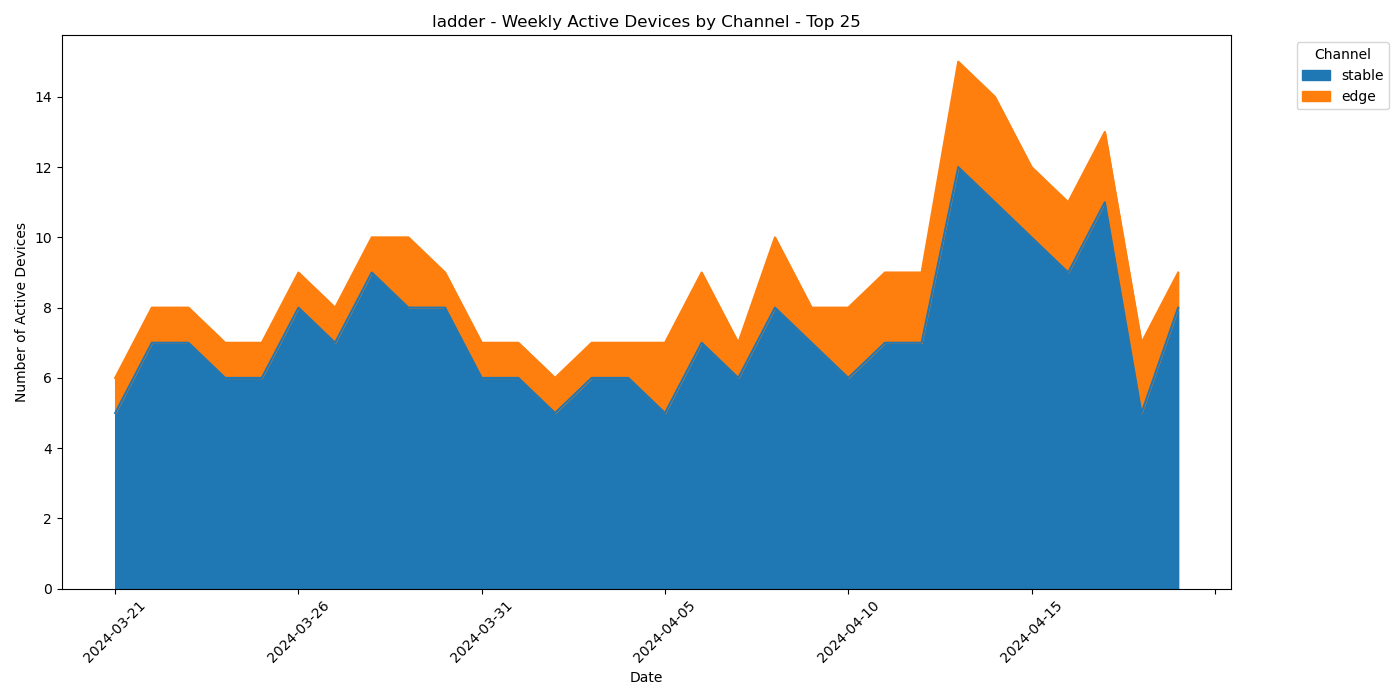 ladder - Weekly Active Devices by Channel - Top 25
Channel
stable
edge
Number of Active Devices
14
12
10
8
6
4
2
0
2024-03-21
2024-03-26
2024-03-31
2024-04-05
2024-04-10
2024-04-15
Date